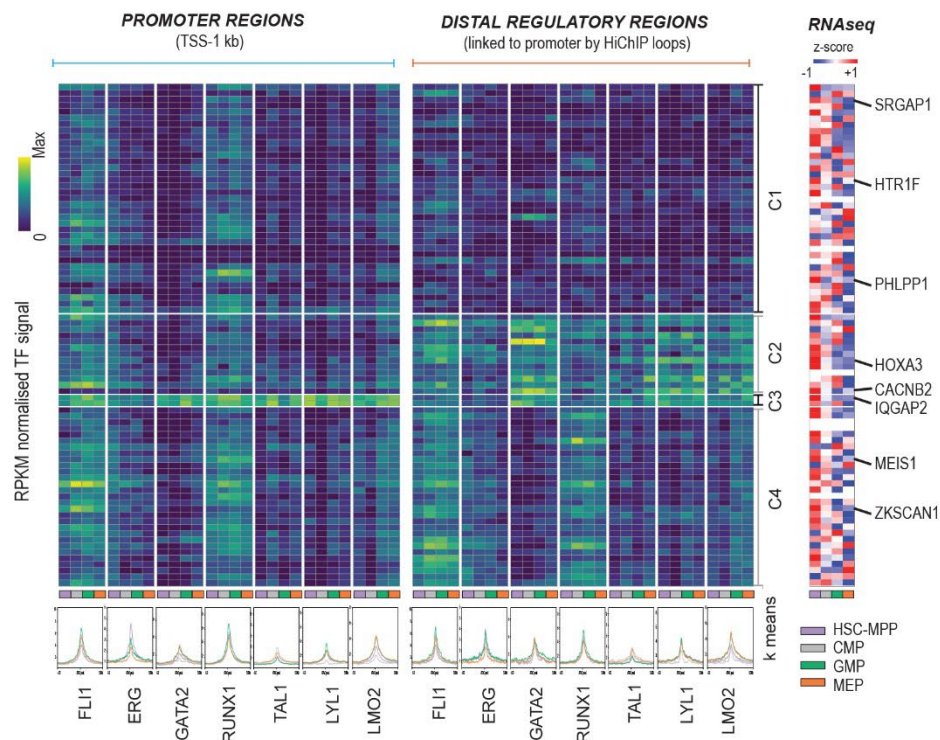 PROMOTER REGIONS
(TSS-1 kb)
DISTAL REGULATORY REGIONS
(linked to promoter by HiChIP loops)
RNAseq
z-score
-1
+1
Max
0
RPKM normalised TF signal
C1
C2
C3
C4
SRGAP1
HTR1F
PHLPP1
HOXA3
CACNB2
IQGAP2
MEIS1
ZKSCAN1
k means
HSC-MPP
CMP
GMP
MEP
FLI1
ERG
GATA2
RUNX1
TAL1
LYL1
LMO2
FLI1
ERG
GATA2
RUNX1
TAL1
LYL1
LMO2